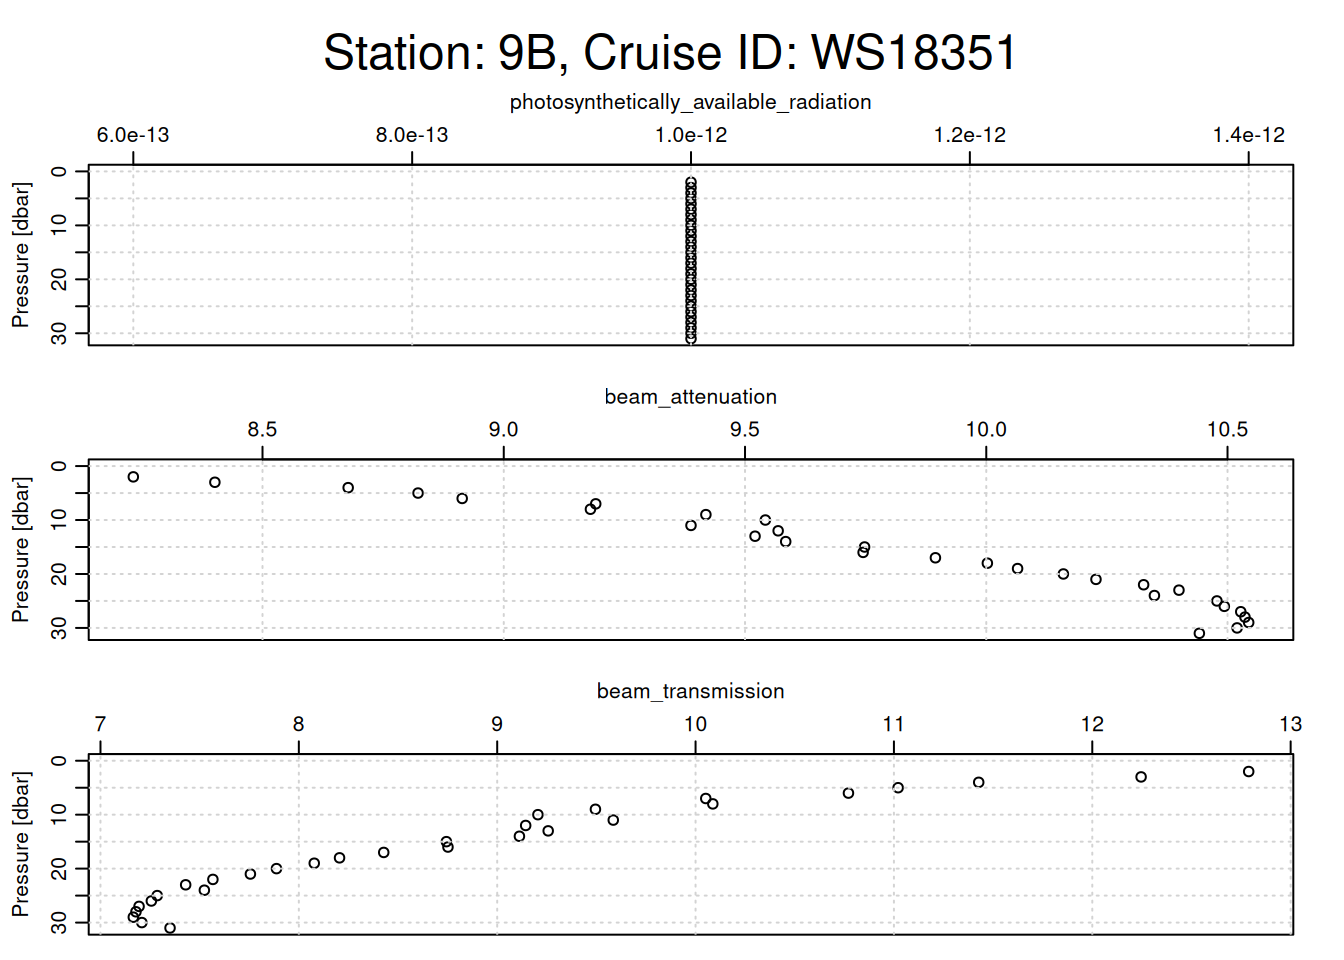 Station: 9B, Cruise ID: WS18351
photosynthetically_available_radiation
6.0e-13 8.0e-13 1.0e-12 1.2e-12 1.4e-12
Pressure [dbar]
0
10
20
30
beam_attenuation
8.5 9.0 9.5 10.0 10.5
Pressure [dbar]
0
10
20
30
beam_transmission
7 8 9 10 11 12 13
Pressure [dbar]
0
10
20
30